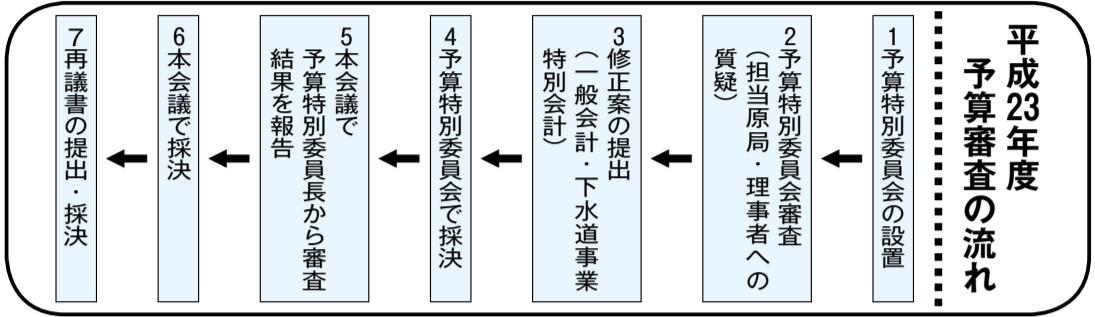 平成23年度
予算審査の流れ
1予算特別委員会の設置
2予算特別委員会審査
(担当原局・理事者への
質疑)
3修正案の提出
(一般会計・下水道事業
特別会計)
4予算特別委員会で採決
5本会議で
予算特別委員長から審査
結果を報告
6本会議で採決
7再議書の提出・採決